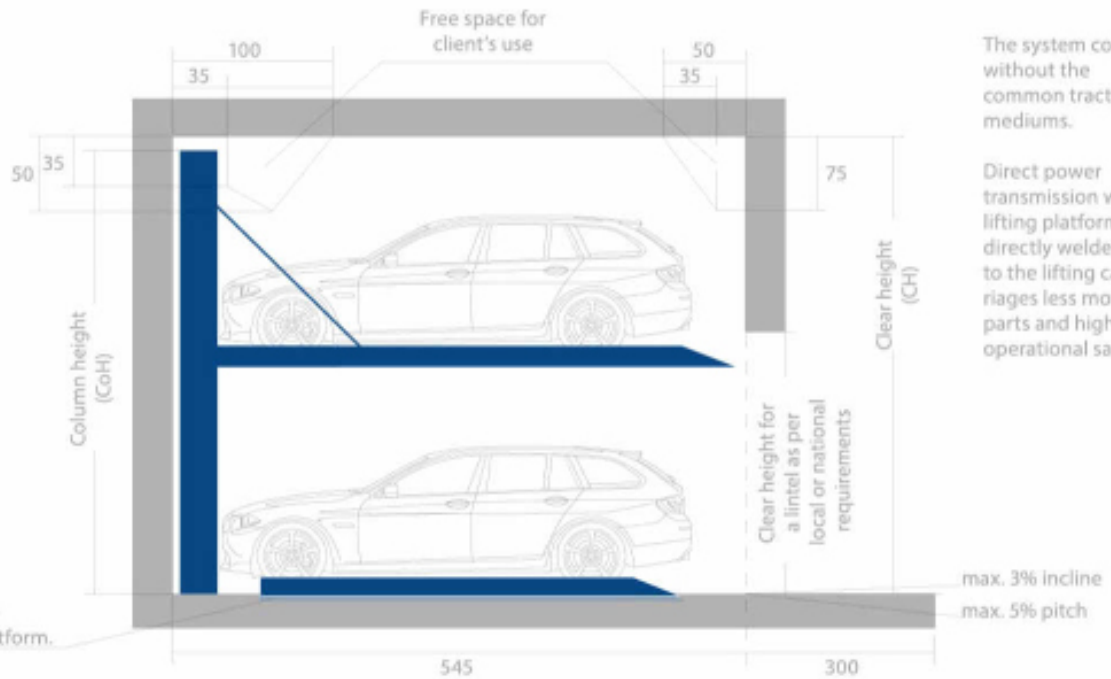 Free space for
client's use
100
35
50
35
50
35
75
Column height
(CoH)
Clear height
(CH)
Clear height for
a lintel as per
local or national
requirements
max. 3% incline
max. 5% pitch
tform.
545
300
The system co
without the
common tract
mediums.
Direct power
transmission w
lifting platform
directly welde
to the lifting ca
riages less mo
parts and high
operational sa